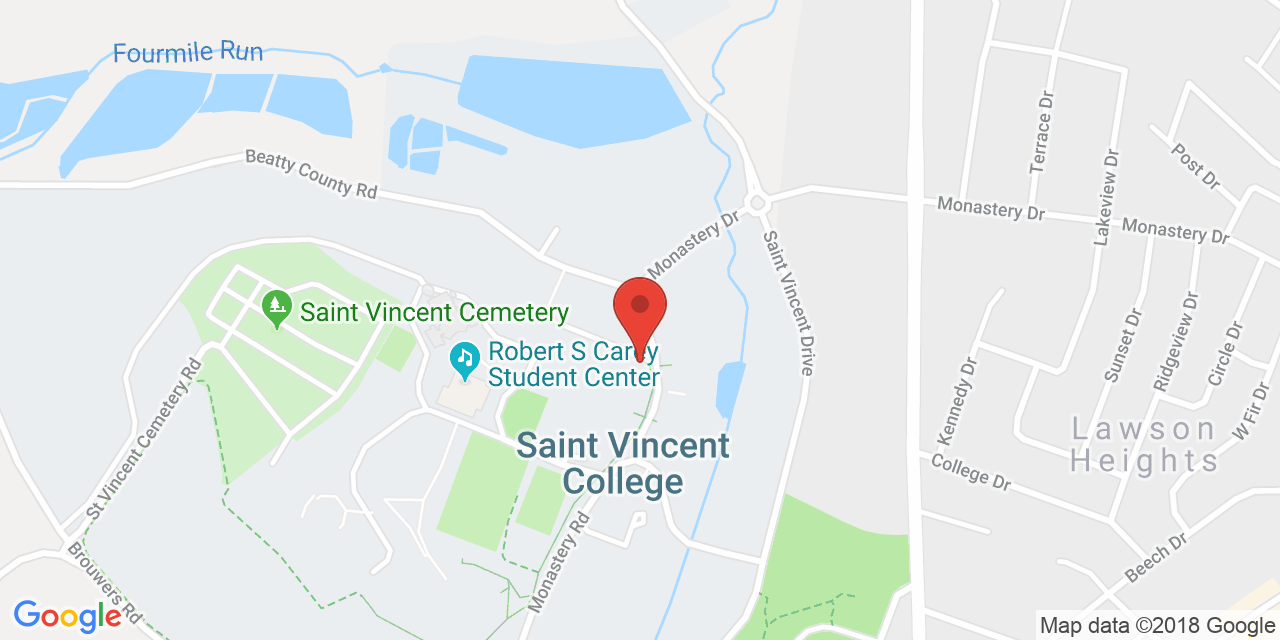 Fourmile Run
Beatty County Rd
Terrace Dr
Lakeview Dr
Post Dr
Monastery Dr
Monastery Dr
Monastery Dr
Saint Vincent Drive
Saint Vincent Cemetery
Robert S Carey
Student Center
St Vincent Cemetery Rd
Kennedy Dr
Sunset Dr
Ridgeview Dr
Circle Dr
W Fir Dr
Lawson
Heights
Saint Vincent
College
College Dr
Monastery Rd
Beech Dr
Brouwers Rd
Google
Map data ©2018 Google